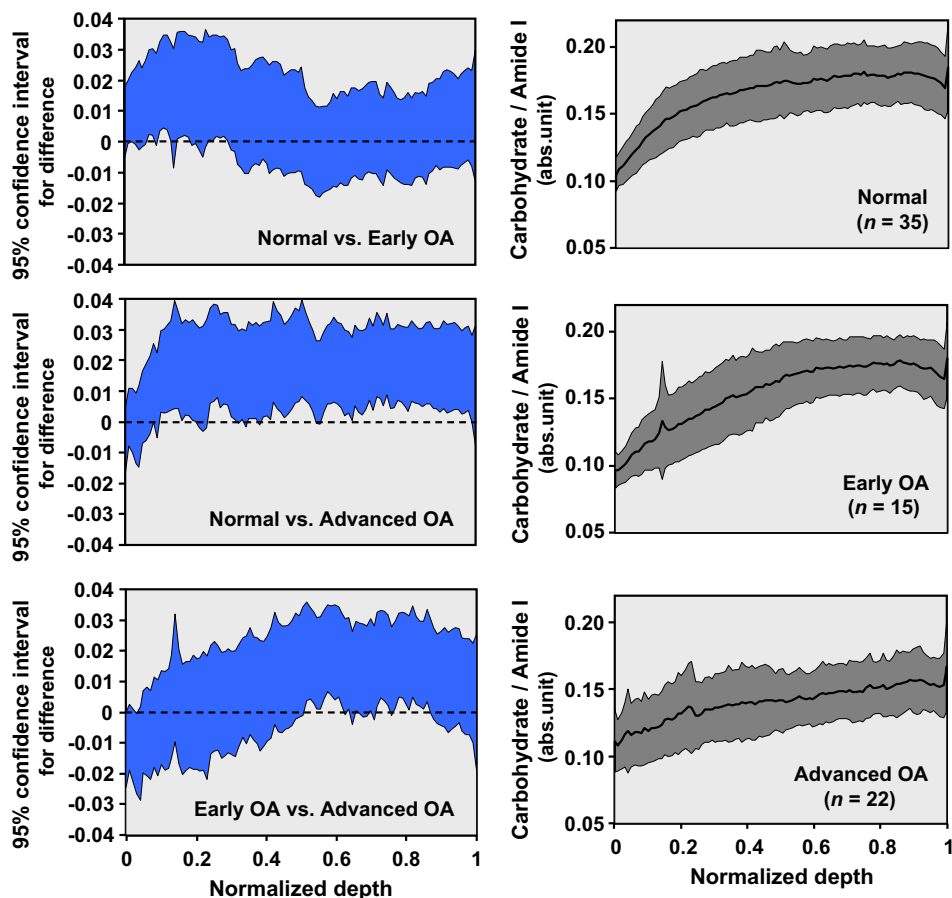 95% confidence interval
for difference
0.04
0.03
0.02
0.01
0
-0.01
-0.02
-0.03
-0.04
Normal vs. Early OA
Carbohydrate / Amide I
(abs.unit)
0.20
0.15
0.10
0.05
Normal
(n = 35)
95% confidence interval
for difference
0.04
0.03
0.02
0.01
0
-0.01
-0.02
-0.03
-0.04
Normal vs. Advanced OA
Carbohydrate / Amide I
(abs.unit)
0.20
0.15
0.10
0.05
Early OA
(n = 15)
95% confidence interval
for difference
0.04
0.03
0.02
0.01
0
-0.01
-0.02
-0.03
-0.04
Early OA vs. Advanced OA
0 0.2 0.4 0.6 0.8 1
Normalized depth
Carbohydrate / Amide I
(abs.unit)
0.20
0.15
0.10
0.05
Advanced OA
(n = 22)
0 0.2 0.4 0.6 0.8 1
Normalized depth